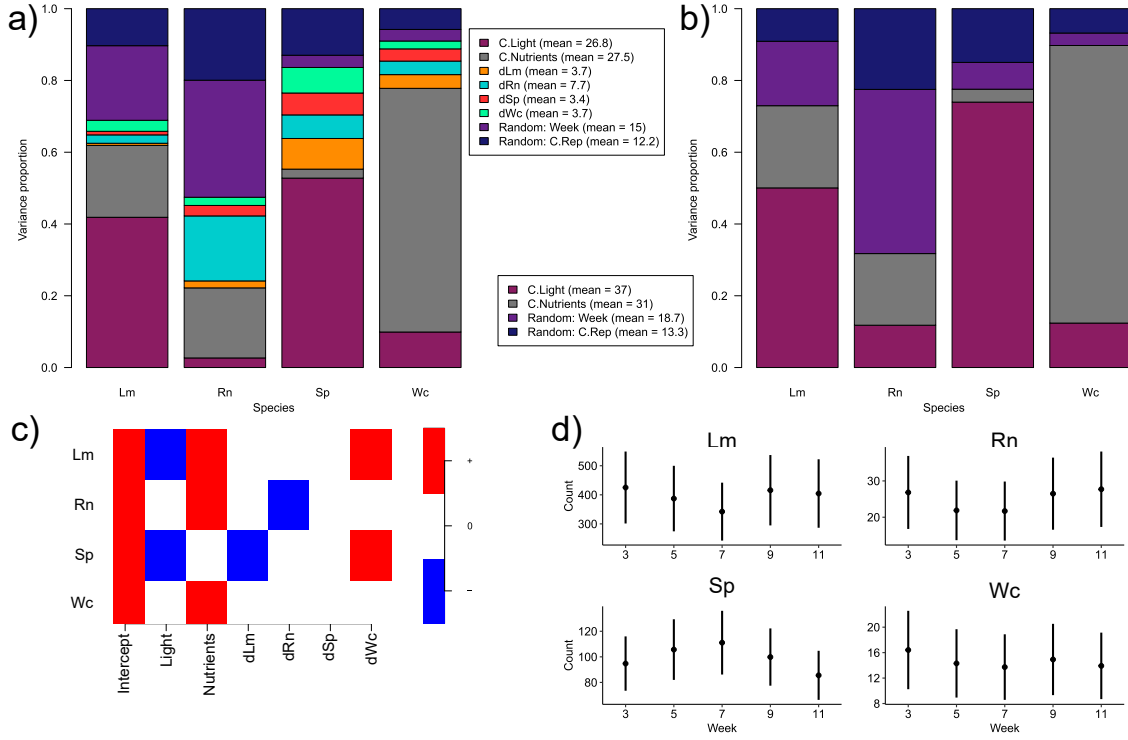 a)
1.0
0.8
0.6
0.4
0.2
0.0
Variance proportion
Lm
Rn
Sp
Wc
Species
C.Light (mean = 26.8)
C.Nutrients (mean = 27.5)
dLm (mean = 3.7)
dRn (mean = 7.7)
dSp (mean = 3.4)
dWc (mean = 3.7)
Random: Week (mean = 15)
Random: C.Rep (mean = 12.2)
C.Light (mean = 37)
C.Nutrients (mean = 31)
Random: Week (mean = 18.7)
Random: C.Rep (mean = 13.3)
b)
1.0
0.8
0.6
0.4
0.2
0.0
Variance proportion
Lm
Rn
Sp
Wc
Species
c)
Lm
Rn
Sp
Wc
Intercept
Light
Nutrients
dLm
dRn
dSp
dWc
+
0
−
d)
Lm
Count
500
400
300
3 5 7 9 11
Rn
30
20
3 5 7 9 11
Sp
Count
120
100
80
3 5 7 9 11
Week
Wc
20
16
12
8
3 5 7 9 11